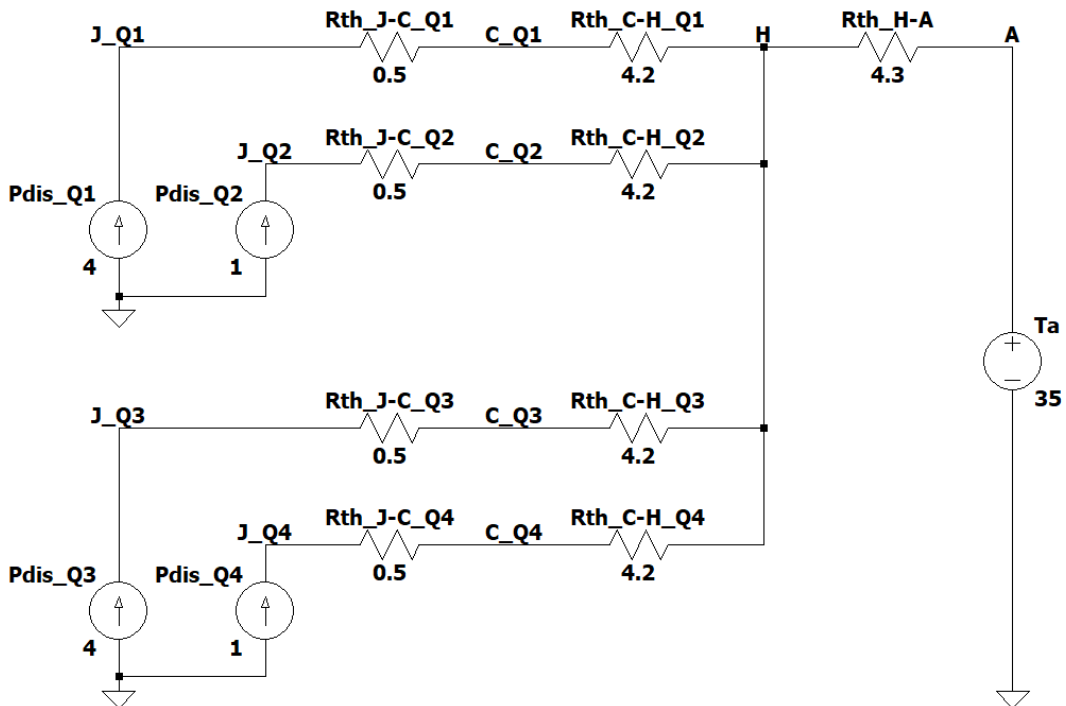 Rth_J-C_Q1
Rth_C-H_Q1
Rth_H-A
J_Q1
C_Q1
H
A
0.5
4.2
4.3
Rth_J-C_Q2
Rth_C-H_Q2
J_Q2
C_Q2
0.5
4.2
Pdis_Q1
Pdis_Q2
4
1
Ta
35
Rth_J-C_Q3
Rth_C-H_Q3
J_Q3
C_Q3
0.5
4.2
Rth_J-C_Q4
Rth_C-H_Q4
J_Q4
C_Q4
0.5
4.2
Pdis_Q3
Pdis_Q4
4
1